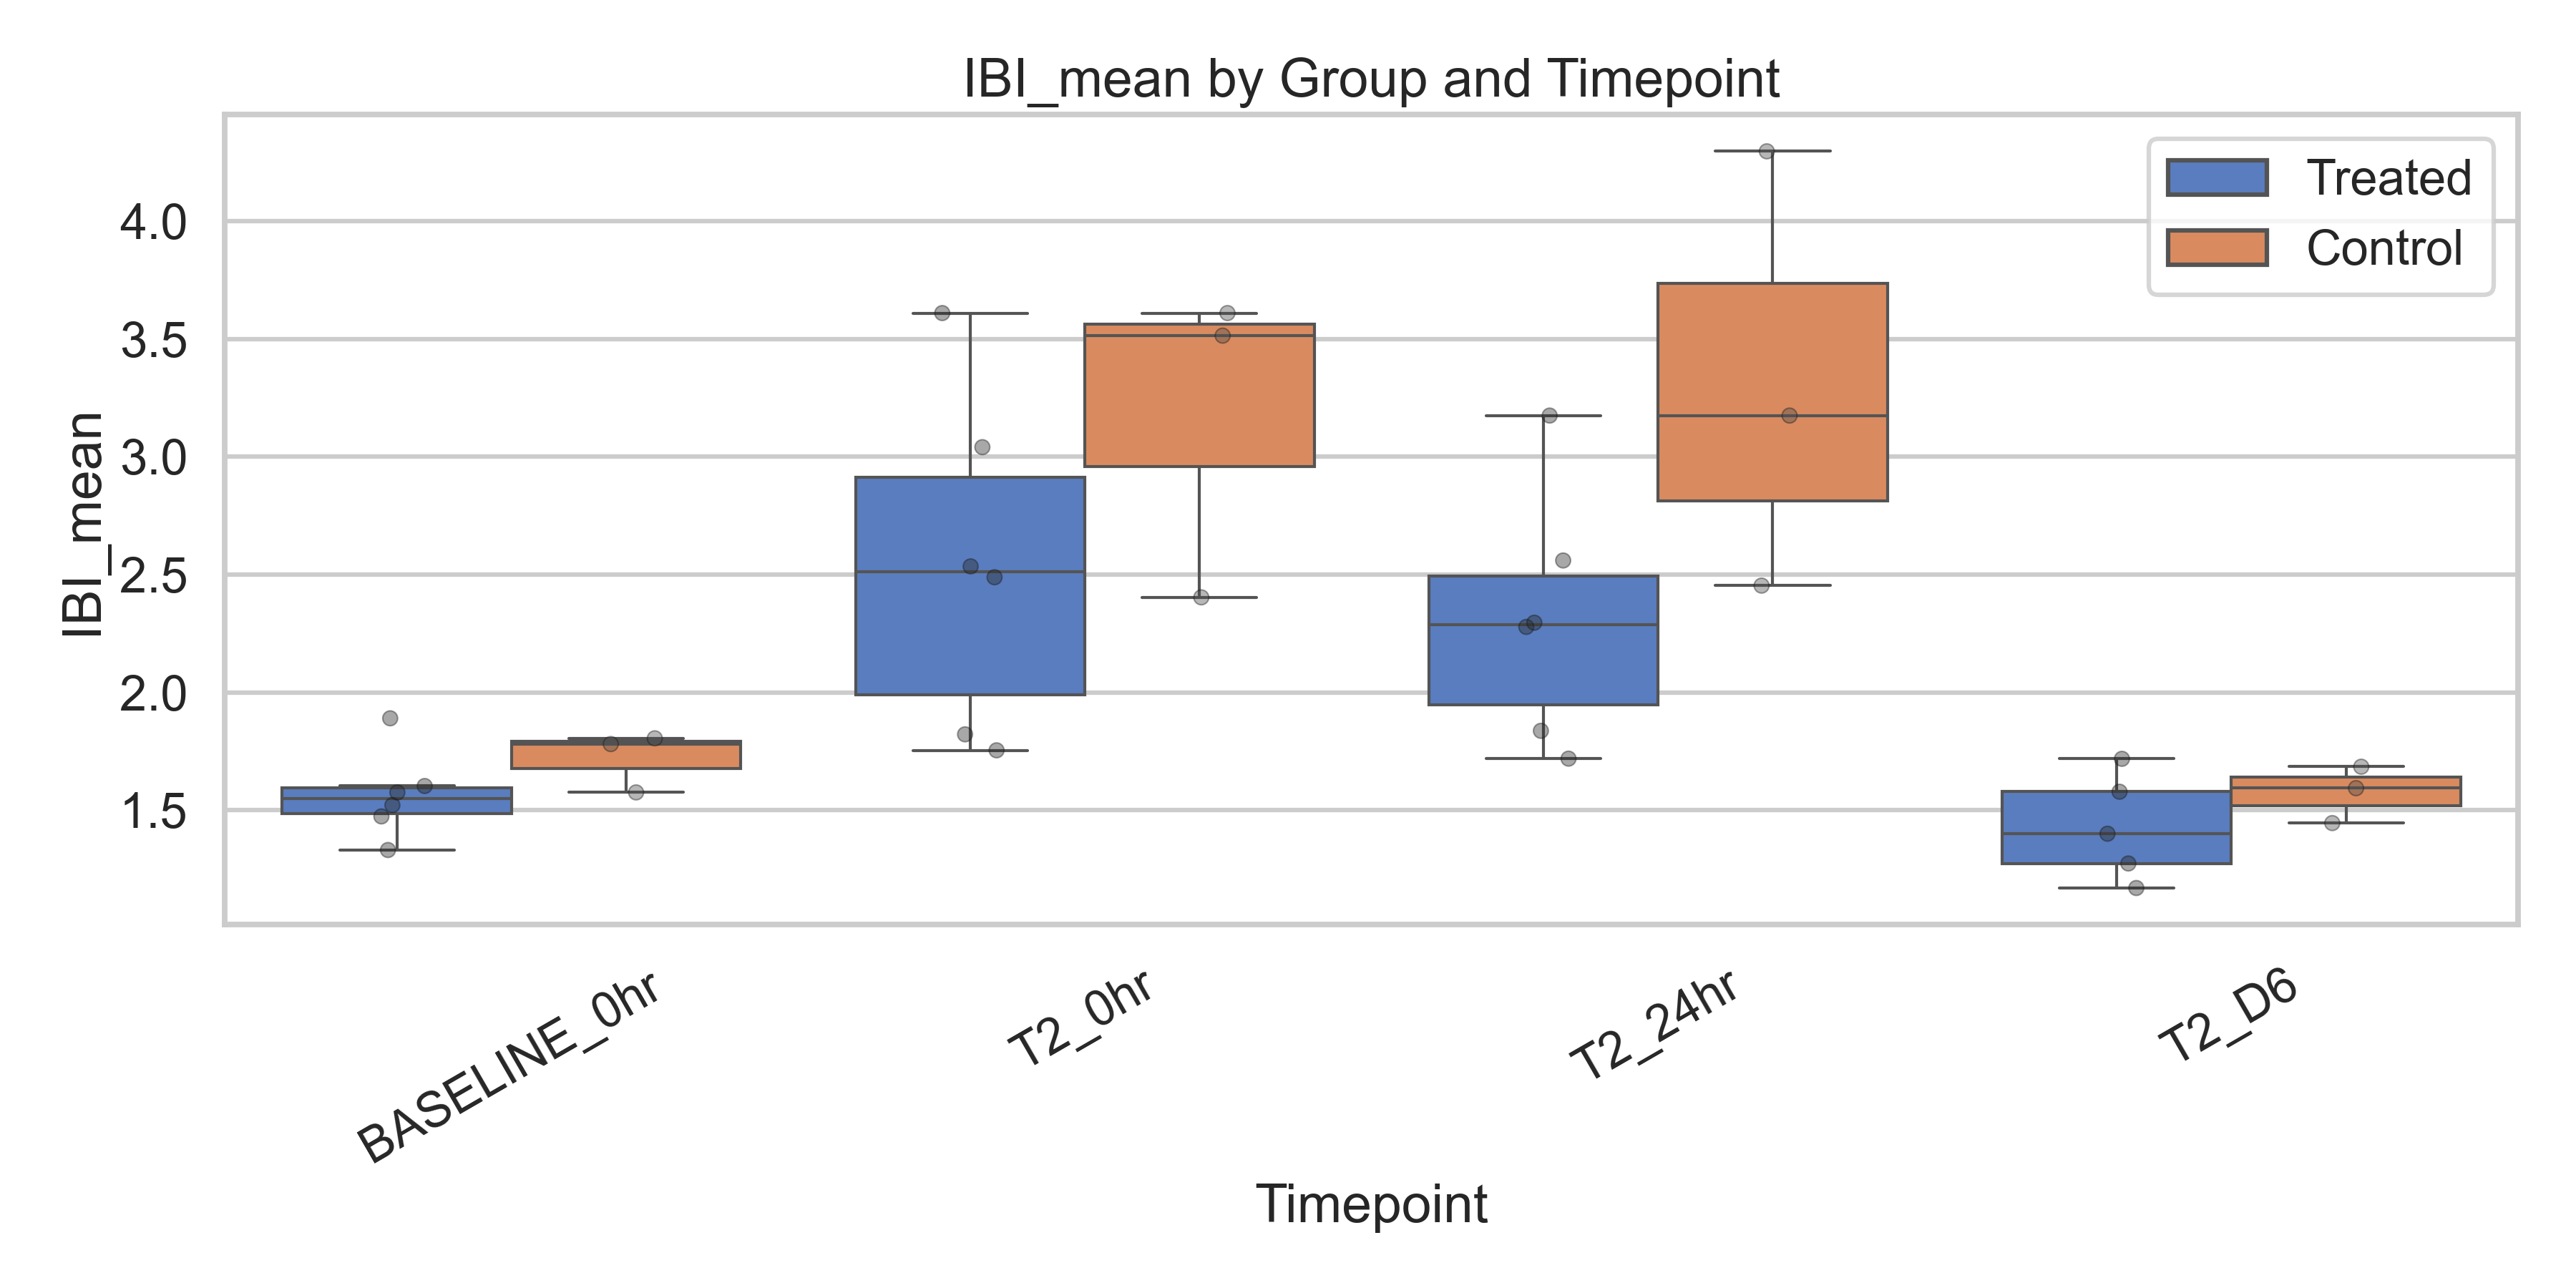 IBI_mean by Group and Timepoint
Treated
Control
4.0
3.5
3.0
2.5
2.0
1.5
IBI_mean
BASELINE_0hr
T2_0hr
T2_24hr
T2_D6
Timepoint